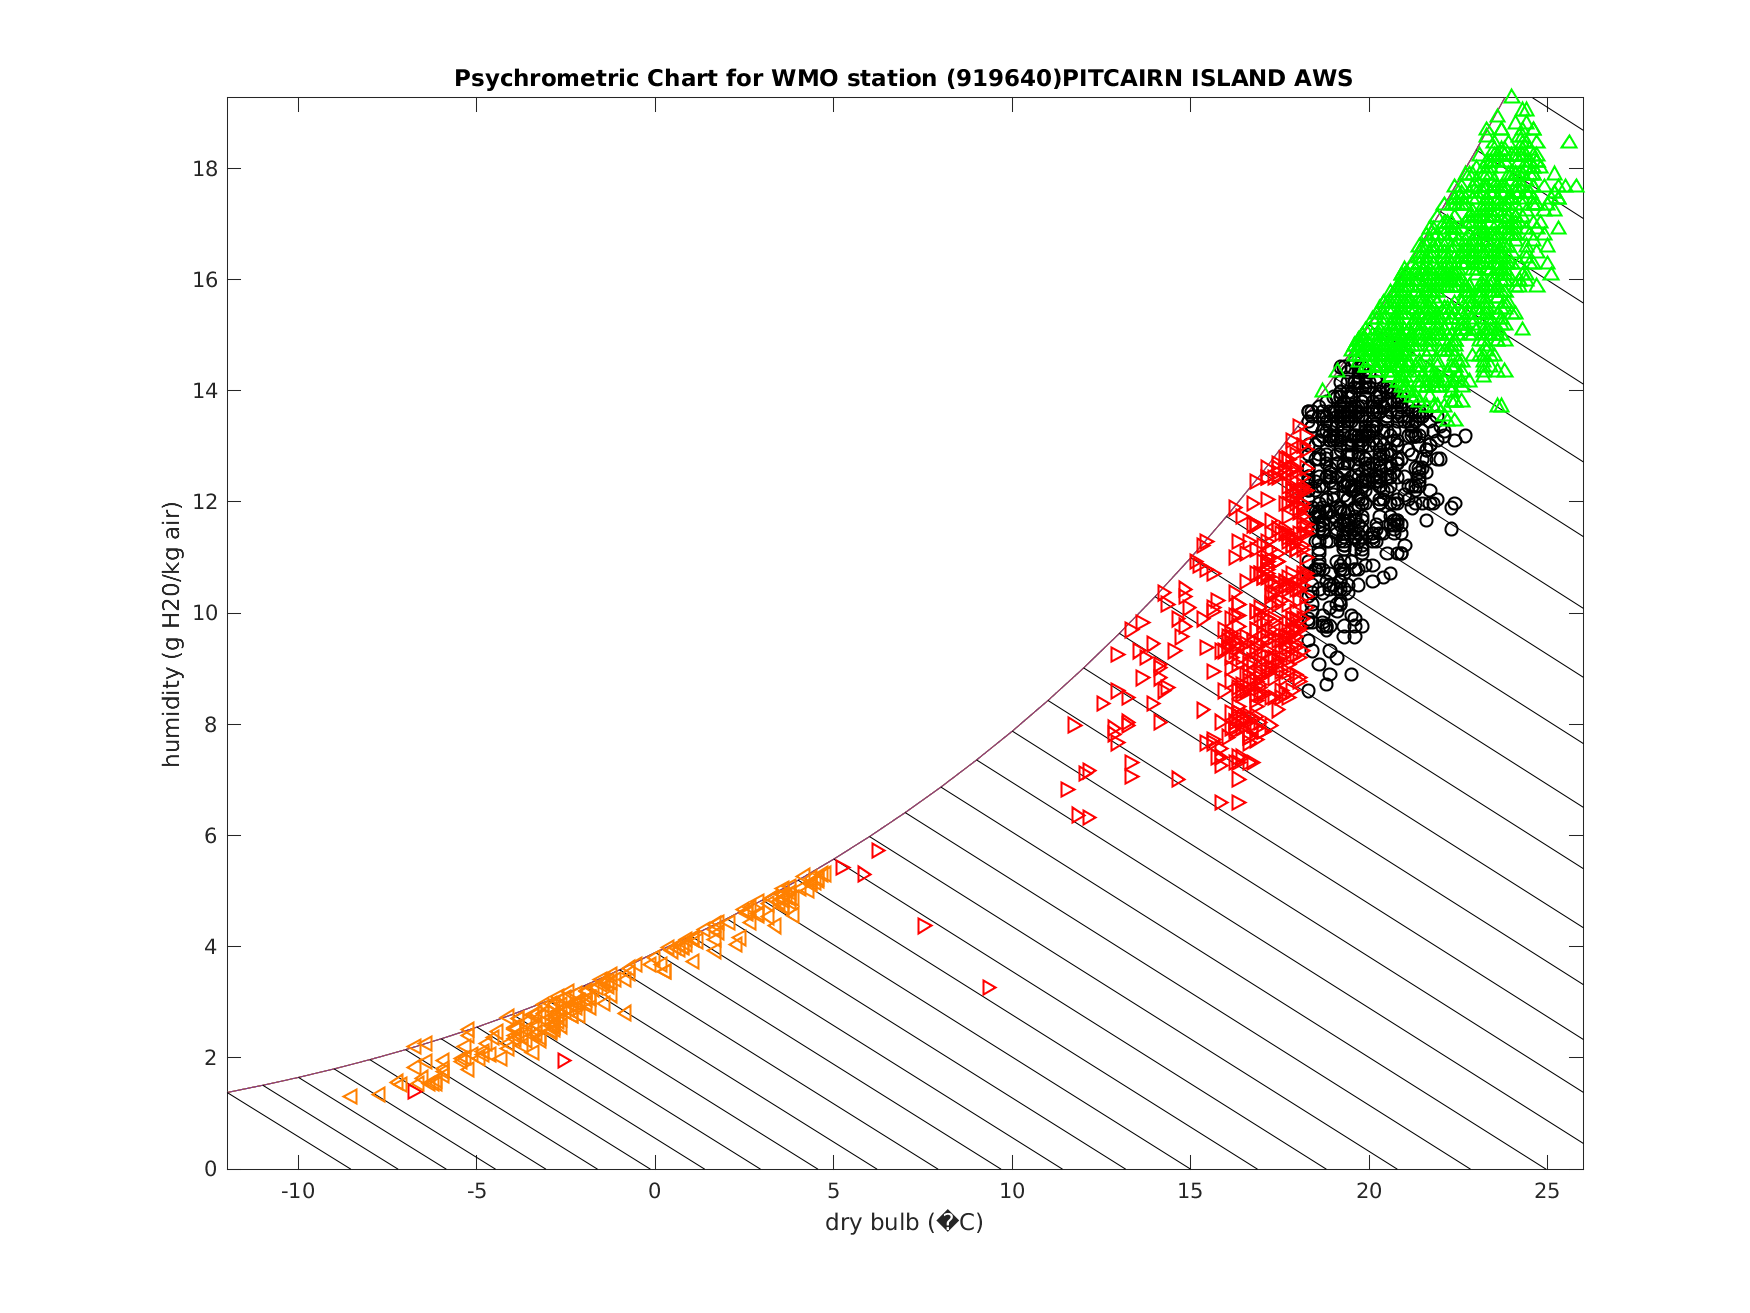 Psychrometric Chart for WMO station (919640)PITCAIRN ISLAND AWS
humidity (g H20/kg air)
18
16
14
12
10
8
6
4
2
0
-10 -5 0 5 10 15 20 25
dry bulb (�C)